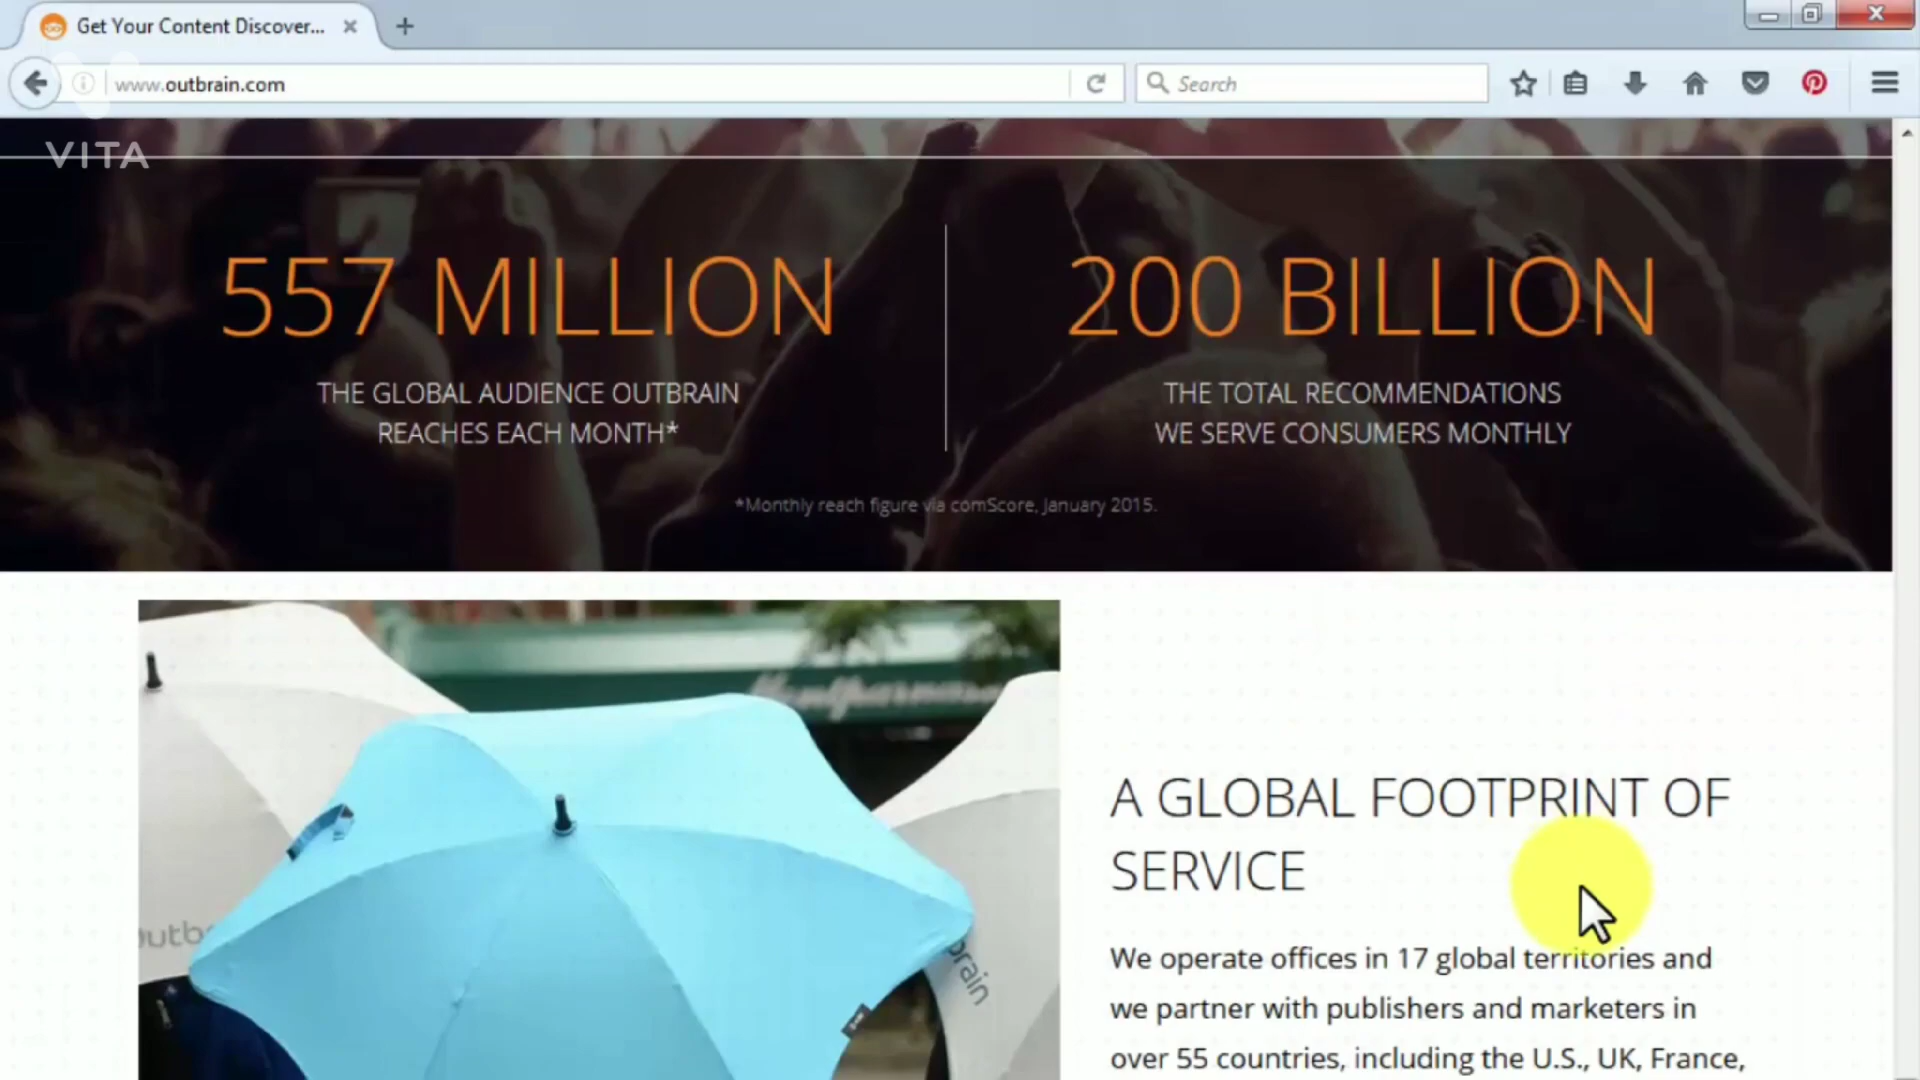 Get Your Content Discover...
www.outbrain.com
Search
VITA
557 MILLION
THE GLOBAL AUDIENCE OUTBRAIN
REACHES EACH MONTH*
200 BILLION
THE TOTAL RECOMMENDATIONS
WE SERVE CONSUMERS MONTHLY
*Monthly reach figure via comScore, January 2015.
A GLOBAL FOOTPRINT OF
SERVICE
We operate offices in 17 global territories and
we partner with publishers and marketers in
over 55 countries, including the U.S., UK, France,
outb
brain